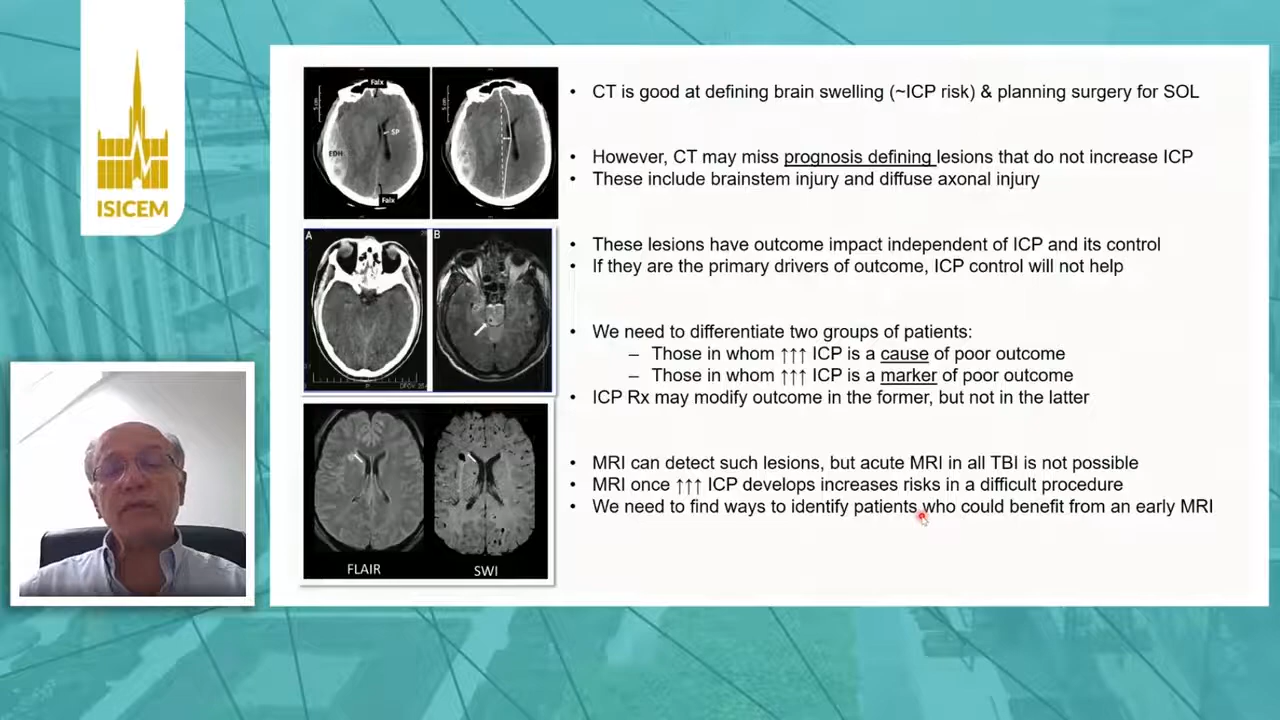 ISICEM
Falx
5 cm
SP
EDH
Falx
5 cm
A
B
FLAIR
SWI
• CT is good at defining brain swelling (~ICP risk) & planning surgery for SOL
• However, CT may miss prognosis defining lesions that do not increase ICP
• These include brainstem injury and diffuse axonal injury
• These lesions have outcome impact independent of ICP and its control
• If they are the primary drivers of outcome, ICP control will not help
• We need to differentiate two groups of patients:
– Those in whom ↑↑↑ ICP is a cause of poor outcome
– Those in whom ↑↑↑ ICP is a marker of poor outcome
• ICP Rx may modify outcome in the former, but not in the latter
• MRI can detect such lesions, but acute MRI in all TBI is not possible
• MRI once ↑↑↑ ICP develops increases risks in a difficult procedure
• We need to find ways to identify patients who could benefit from an early MRI